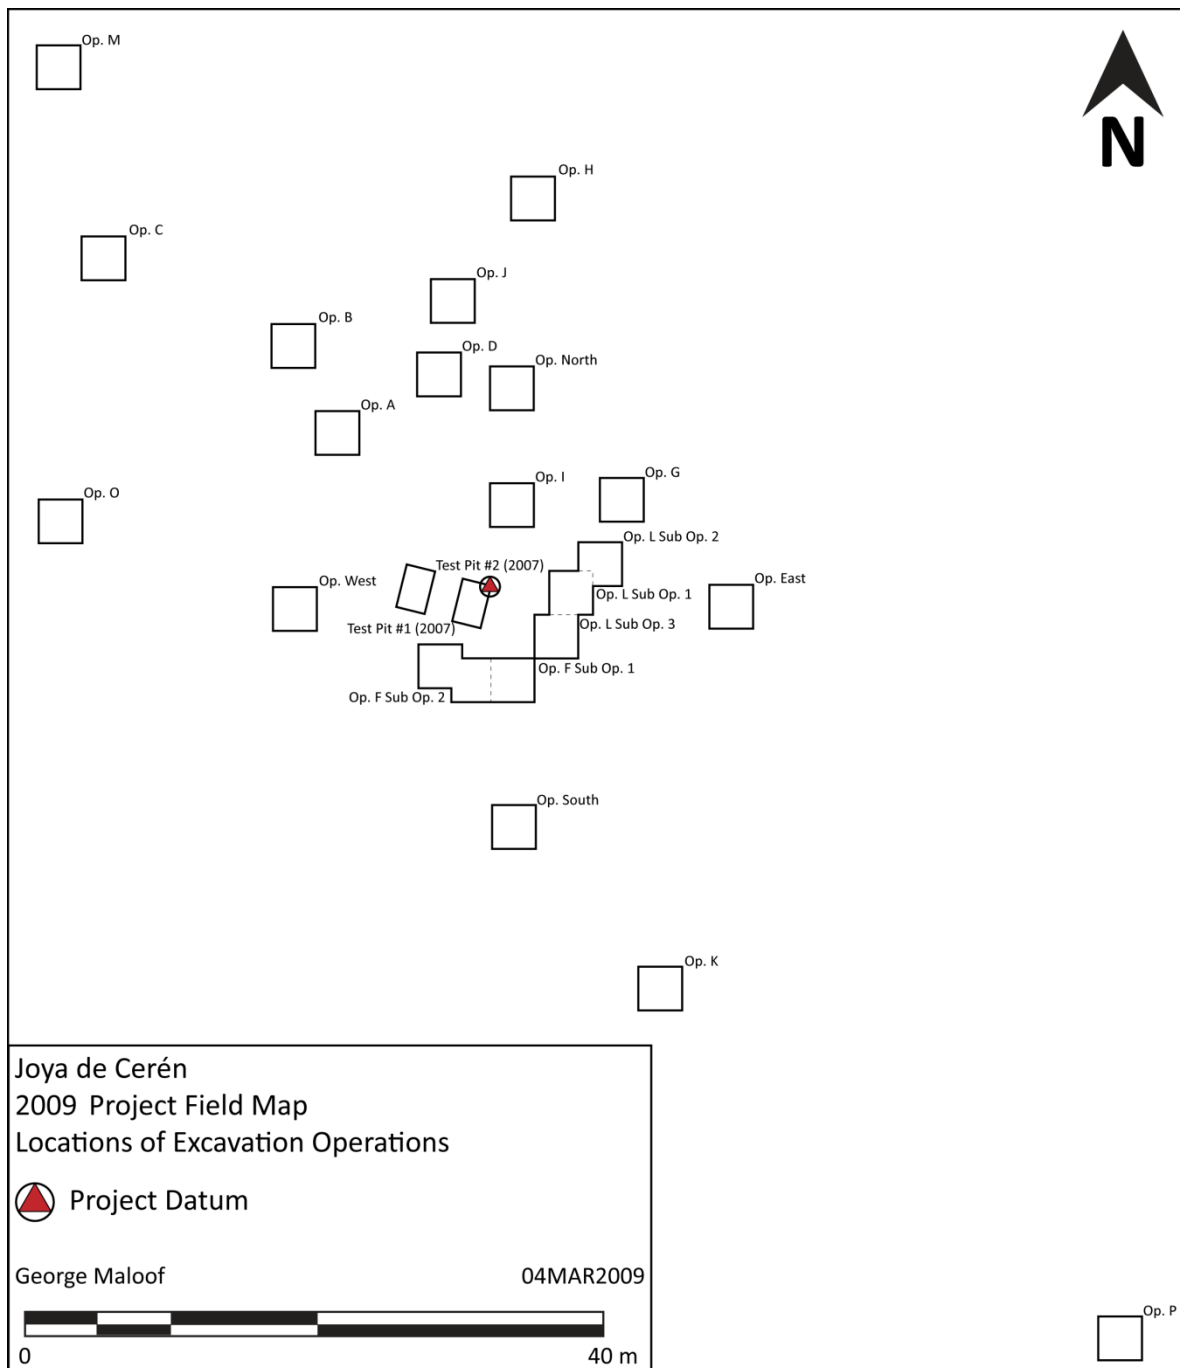 Op. M
N
Op. H
Op. C
Op. J
Op. B
Op. D
Op. North
Op. A
Op. I
Op. G
Op. O
Op. L Sub Op. 2
Test Pit #2 (2007)
Op. West
Op. East
Op. L Sub Op. 1
Test Pit #1 (2007)
Op. L Sub Op. 3
Op. F Sub Op. 1
Op. F Sub Op. 2
Op. South
Op. K
Joya de Cerén
2009 Project Field Map
Locations of Excavation Operations
Project Datum
George Maloof 04MAR2009
0 40 m
Op. P